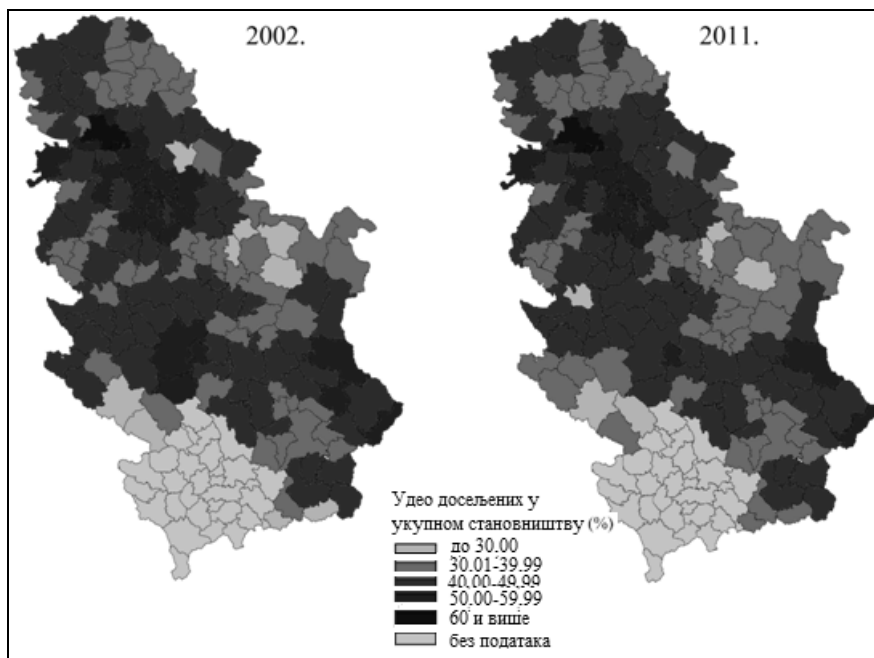 2002.
2011.
Удео досељених у
укупном становништву (%)
до 30.00
30.01-39.99
40.00-49.99
50.00-59.99
60 и више
без података